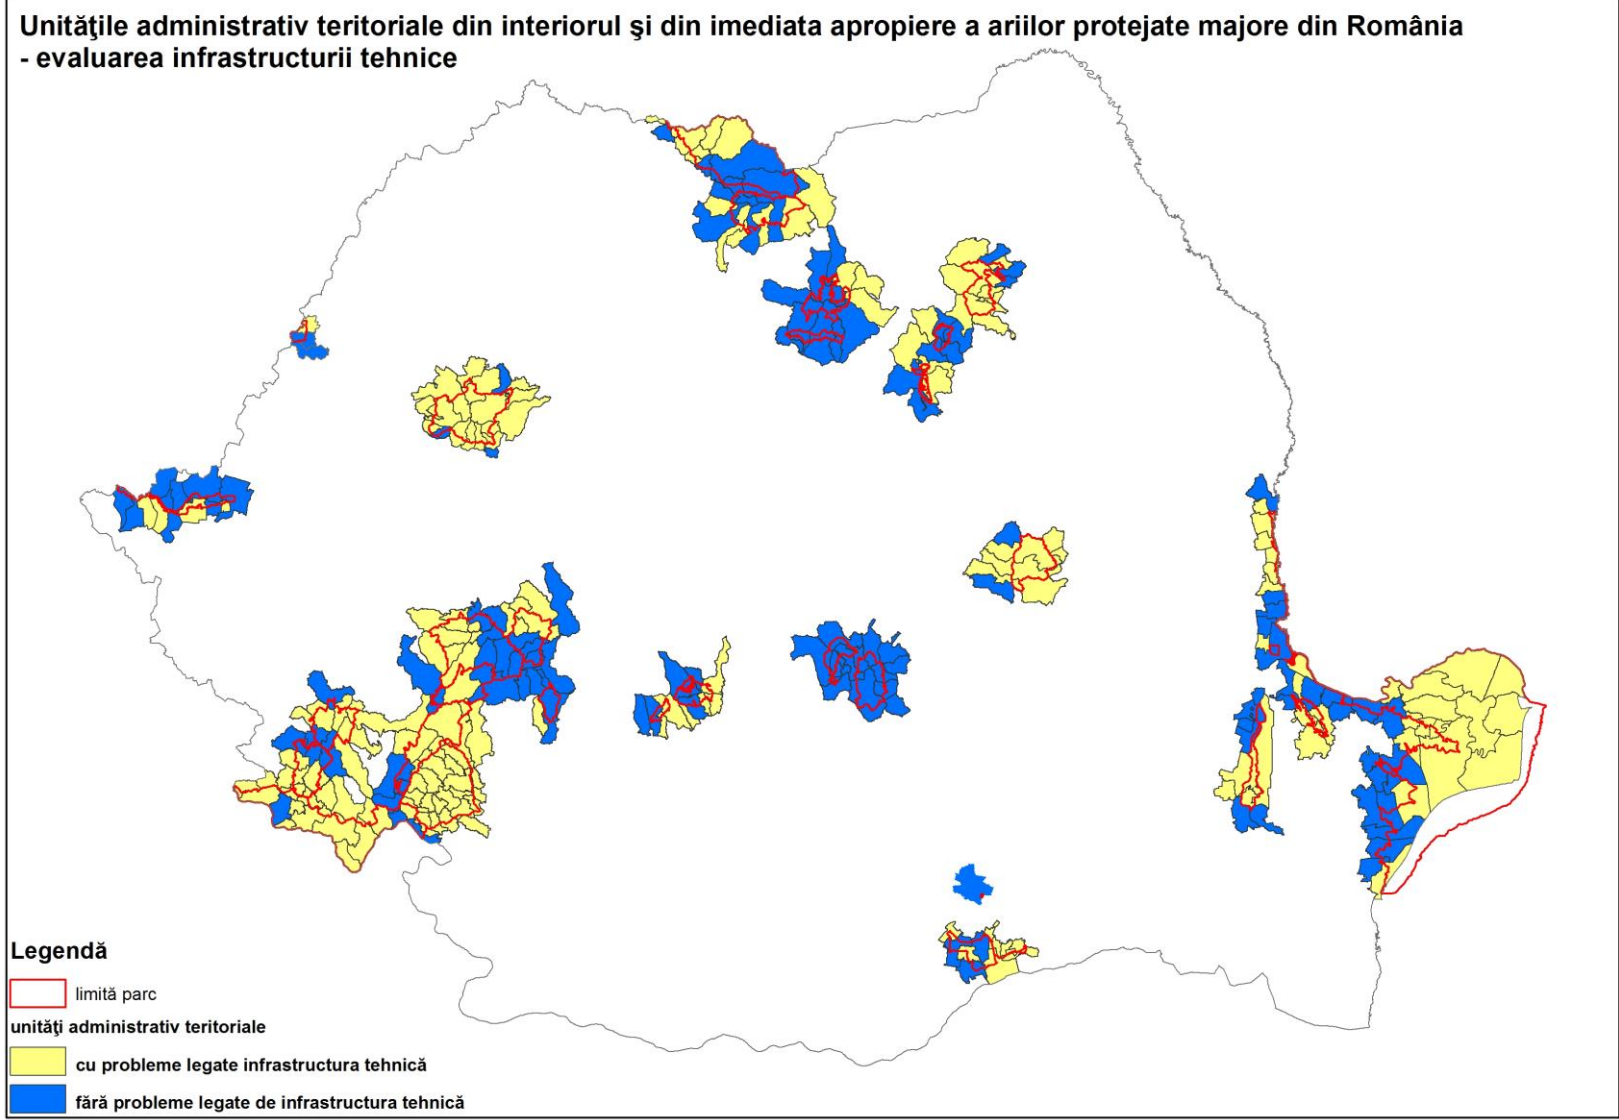 Unităţile administrativ teritoriale din interiorul şi din imediata apropiere a ariilor protejate majore din România
- evaluarea infrastructurii tehnice
Legendă
limită parc
unităţi administrativ teritoriale
cu probleme legate infrastructura tehnică
fără probleme legate de infrastructura tehnică